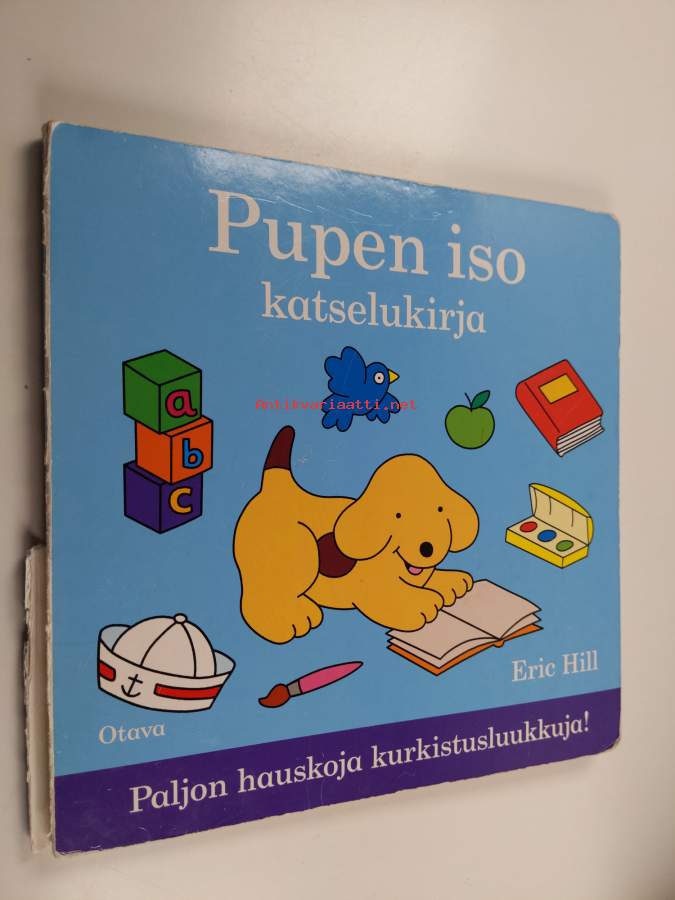 Pupen iso
katselukirja
a
Antikvariaatti.net
b
c
Eric Hill
Otava
Paljon hauskoja kurkistusluukkuja!